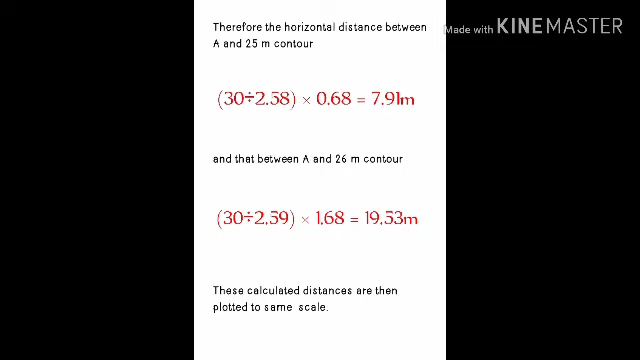 Therefore the horizontal distance between
Made with KINEMASTER
A and 25 m contour
(30÷2.58) × 0.68 = 7.91m
and that between A and 26 m contour
(30÷2.59) × 1.68 = 19.53m
These calculated distances are then
plotted to same scale.